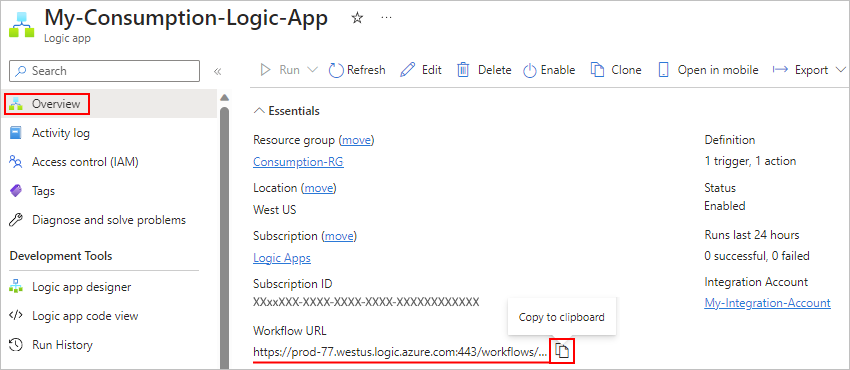 My-Consumption-Logic-App
Logic app
Search
Overview
Activity log
Access control (IAM)
Tags
Diagnose and solve problems
Development Tools
Logic app designer
Logic app code view
Run History
Run
Refresh
Edit
Delete
Enable
Clone
Open in mobile
Export
Essentials
Resource group (move)
Consumption-RG
Location (move)
West US
Subscription (move)
Logic Apps
Subscription ID
XXxxXXX-XXXX-XXXX-XXXX-XXXXXXXXXXXX
Workflow URL
https://prod-77.westus.logic.azure.com:443/workflows/...
Copy to clipboard
Definition
1 trigger, 1 action
Status
Enabled
Runs last 24 hours
0 successful, 0 failed
Integration Account
My-Integration-Account